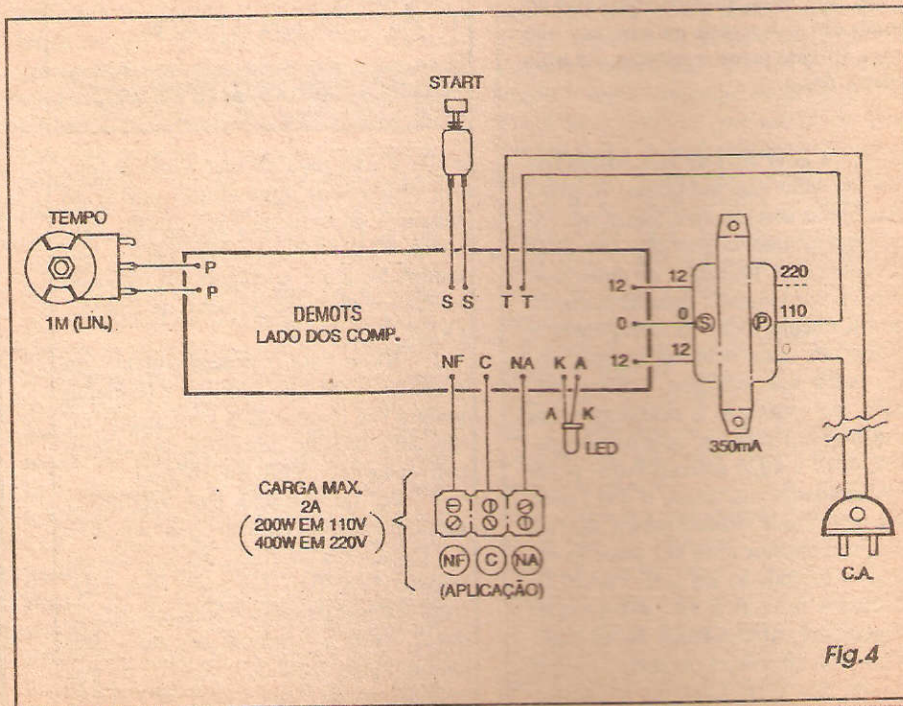 START
TEMPO
1M (LIN.)
P
P
DEMOTS
LADO DOS COMP.
S S T T
NF C NA K A
12
0
12
12
0
12
S
P
220
110
0
350mA
A K
LED
CARGA MAX.
2A
(200W EM 110V
400W EM 220V)
NF C NA
(APLICAÇÃO)
C.A.
Fig.4